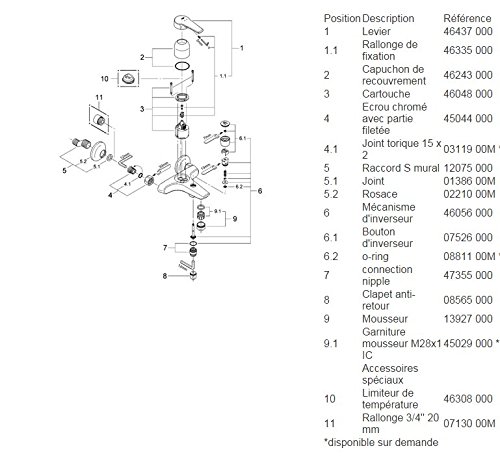 Position Description Référence
1 Levier 46437 000
1.1 Rallonge de fixation 46335 000
2 Capuchon de recouvrement 46243 000
3 Cartouche 46048 000
4 Ecrou chromé avec partie filetée 45044 000
4.1 Joint torique 15 x 2 03119 00M *
5 Raccord S mural 12075 000
5.1 Joint 01386 00M
5.2 Rosace 02210 00M
6 Mécanisme d'inverseur 46056 000
6.1 Bouton d'inverseur 07526 000
6.2 o-ring 08811 00M *
7 connection nipple 47355 000
8 Clapet anti-retour 08565 000
9 Mousseur 13927 000
9.1 Garniture mousseur M28x1 IC 45029 000 *
Accessoires spéciaux
10 Limiteur de température 46308 000
11 Rallonge 3/4" 20 mm 07130 00M
*disponible sur demande
1
2
1.1
10
3
11
6.1
5
5.2
5.1
4
4.1
6.2
6
9.1
9
7
8